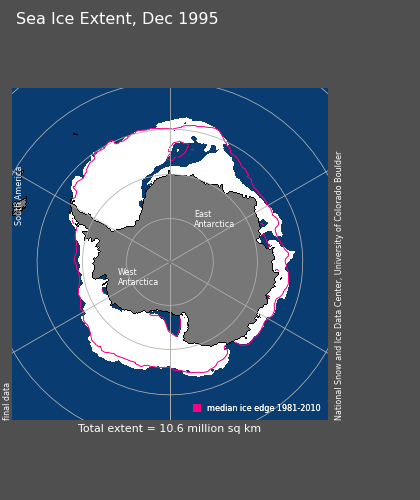 Sea Ice Extent, Dec 1995
South America
East
Antarctica
West
Antarctica
National Snow and Ice Data Center, University of Colorado Boulder
final data
median ice edge 1981-2010
Total extent = 10.6 million sq km